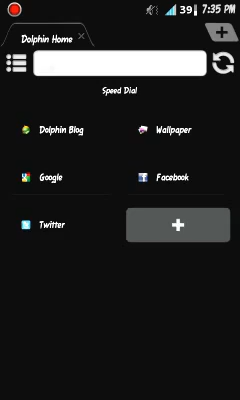 39 7:35 PM
Dolphin Home
Speed Dial
Dolphin Blog
Wallpaper
Google
Facebook
Twitter